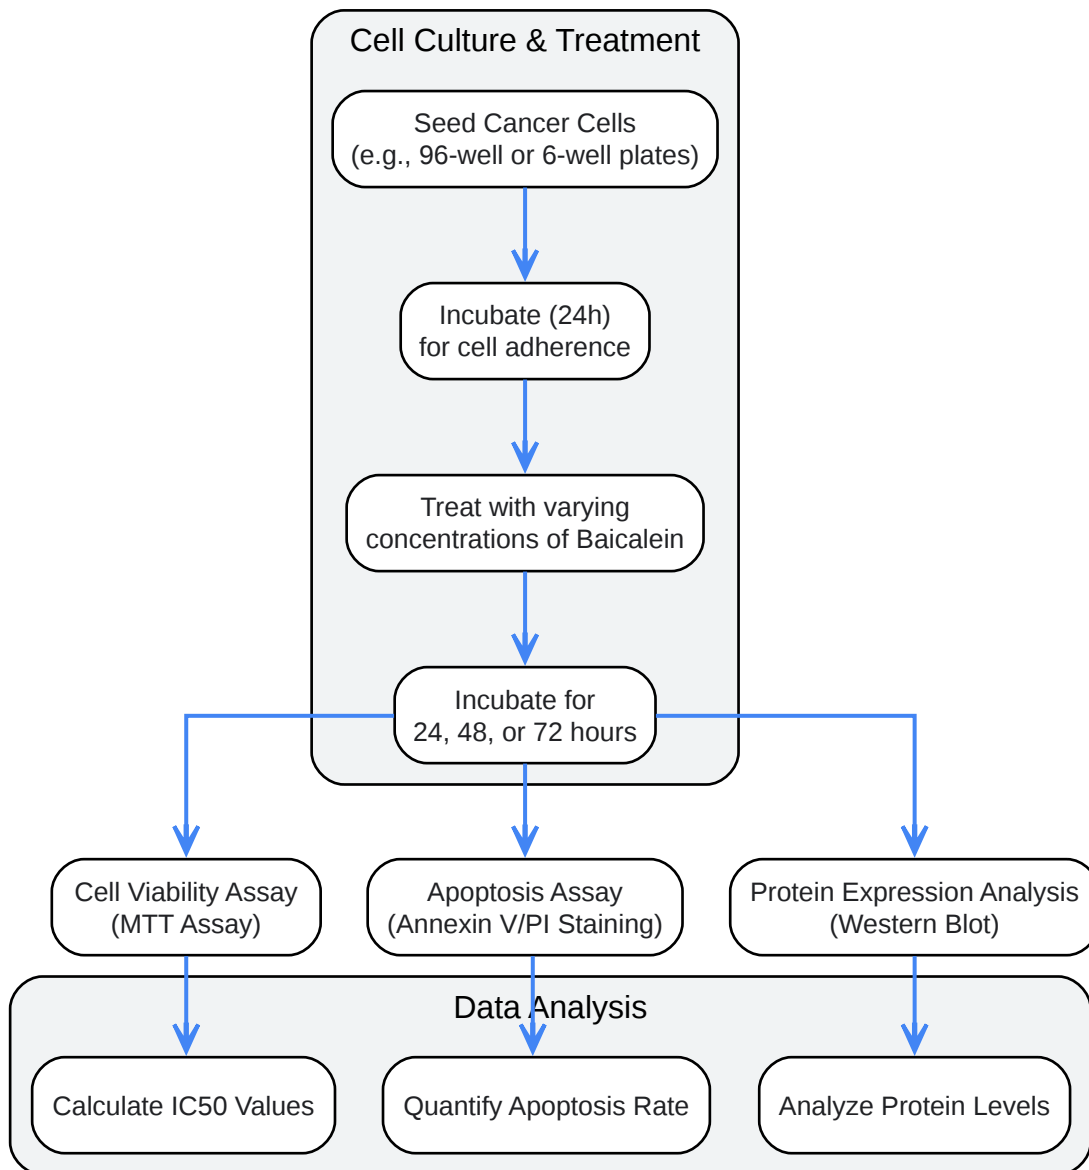 Cell Culture & Treatment
Seed Cancer Cells
(e.g., 96-well or 6-well plates)
Incubate (24h)
for cell adherence
Treat with varying
concentrations of Baicalein
Incubate for
24, 48, or 72 hours
Cell Viability Assay
(MTT Assay)
Apoptosis Assay
(Annexin V/PI Staining)
Protein Expression Analysis
(Western Blot)
Data Analysis
Calculate IC50 Values
Quantify Apoptosis Rate
Analyze Protein Levels